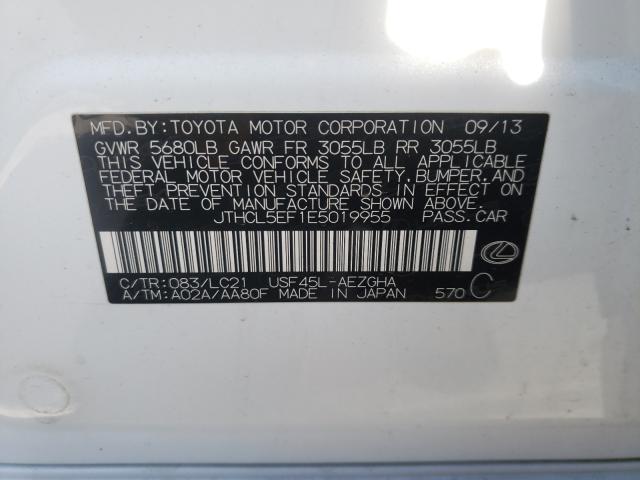 MFD. BY: TOYOTA MOTOR CORPORATION 09/13
GVWR 5680LB GAWR FR 3055LB RR 3055LB
THIS VEHICLE CONFORMS TO ALL APPLICABLE
FEDERAL MOTOR VEHICLE SAFETY, BUMPER, AND
THEFT PREVENTION STANDARDS IN EFFECT ON
THE DATE OF MANUFACTURE SHOWN ABOVE.
JTHCL5EF1E5019955 PASS.CAR
C/TR: 083/LC21 USF45L-AEZGHA
A/TM: A02A/AA80F MADE IN JAPAN 570 C